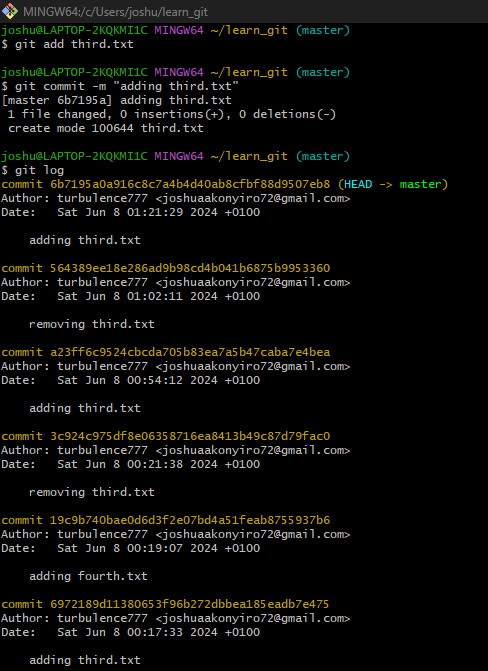 MINGW64:/c/Users/joshu/learn_git
joshu@LAPTOP-2KQKMI1C MINGW64 ~/learn_git (master)
$ git add third.txt
joshu@LAPTOP-2KQKMI1C MINGW64 ~/learn_git (master)
$ git commit -m "adding third.txt"
[master 6b7195a] adding third.txt
 1 file changed, 0 insertions(+), 0 deletions(-)
 create mode 100644 third.txt
joshu@LAPTOP-2KQKMI1C MINGW64 ~/learn_git (master)
$ git log
commit 6b7195a0a916c8c7a4b4d40ab8cfbf88d9507eb8 (HEAD -> master)
Author: turbulence777 <joshuaakonyiro72@gmail.com>
Date:   Sat Jun 8 01:21:29 2024 +0100
    adding third.txt
commit 564389ee18e286ad9b98cd4b041b6875b9953360
Author: turbulence777 <joshuaakonyiro72@gmail.com>
Date:   Sat Jun 8 01:02:11 2024 +0100
    removing third.txt
commit a23ff6c9524cbcda705b83ea7a5b47caba7e4bea
Author: turbulence777 <joshuaakonyiro72@gmail.com>
Date:   Sat Jun 8 00:54:12 2024 +0100
    adding third.txt
commit 3c924c975df8e06358716ea8413b49c87d79fac0
Author: turbulence777 <joshuaakonyiro72@gmail.com>
Date:   Sat Jun 8 00:21:38 2024 +0100
    removing third.txt
commit 19c9b740bae0d6d3f2e07bd4a51feab8755937b6
Author: turbulence777 <joshuaakonyiro72@gmail.com>
Date:   Sat Jun 8 00:19:07 2024 +0100
    adding fourth.txt
commit 6972189d11380653f96b272dbbea185eadb7e475
Author: turbulence777 <joshuaakonyiro72@gmail.com>
Date:   Sat Jun 8 00:17:33 2024 +0100
    adding third.txt